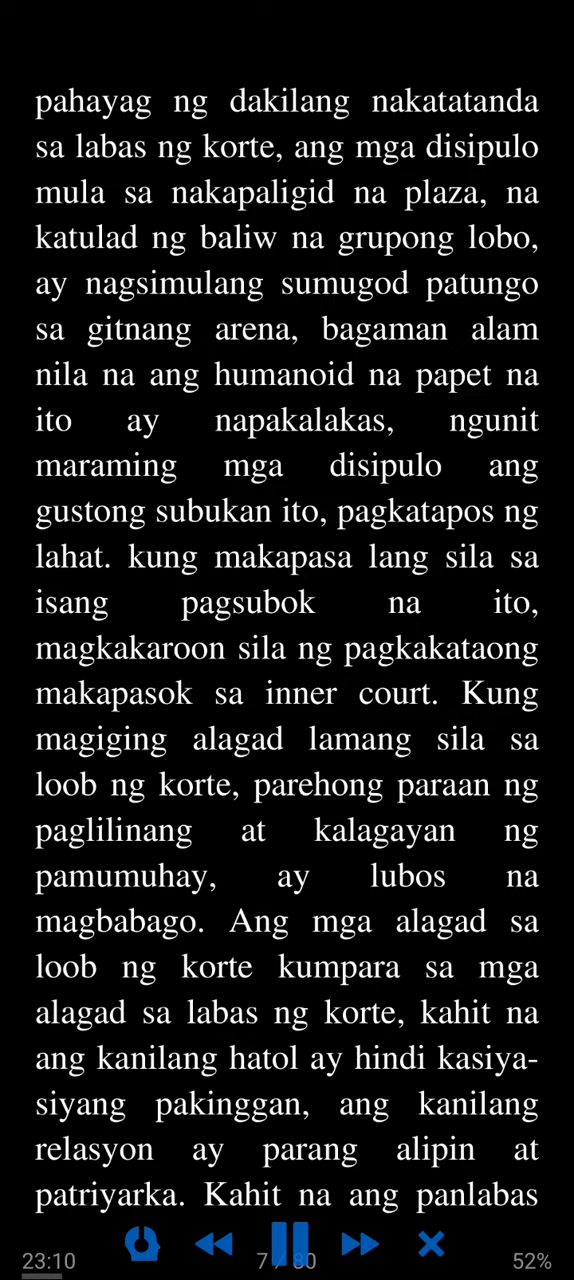 pahayag ng dakilang nakatatanda
sa labas ng korte, ang mga disipulo
mula sa nakapaligid na plaza, na
katulad ng baliw na grupong lobo,
ay nagsimulang sumugod patungo
sa gitnang arena, bagaman alam
nila na ang humanoid na papet na
ito ay napakalakas, ngunit
maraming mga disipulo ang
gustong subukan ito, pagkatapos ng
lahat. kung makapasa lang sila sa
isang pagsubok na ito,
magkakaroon sila ng pagkakataong
makapasok sa inner court. Kung
magiging alagad lamang sila sa
loob ng korte, parehong paraan ng
paglilinang at kalagayan ng
pamumuhay, ay lubos na
magbabago. Ang mga alagad sa
loob ng korte kumpara sa mga
alagad sa labas ng korte, kahit na
ang kanilang hatol ay hindi kasiya-
siyang pakinggan, ang kanilang
relasyon ay parang alipin at
patriyarka. Kahit na ang panlabas
23:10 7 / 80 52%